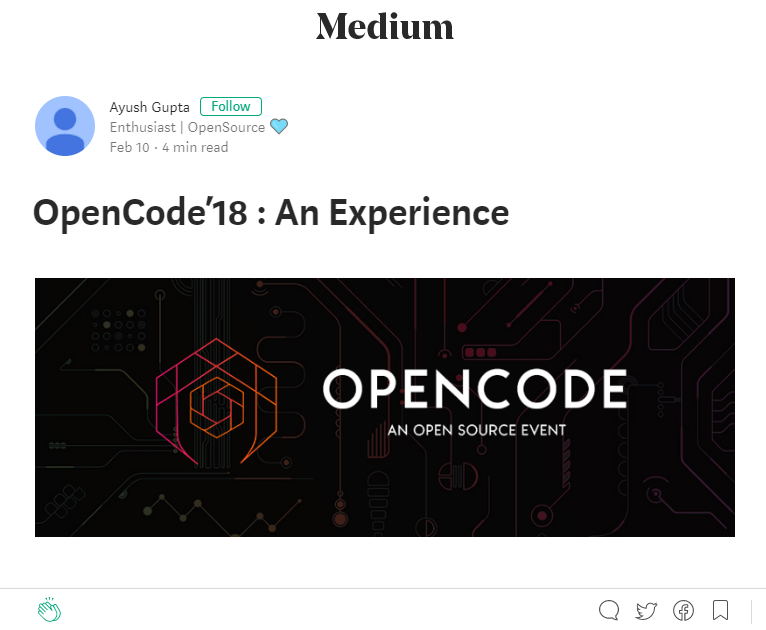 Medium
Ayush Gupta Follow
Enthusiast | OpenSource 💙
Feb 10 · 4 min read
OpenCode’18 : An Experience
OPENCODE
AN OPEN SOURCE EVENT